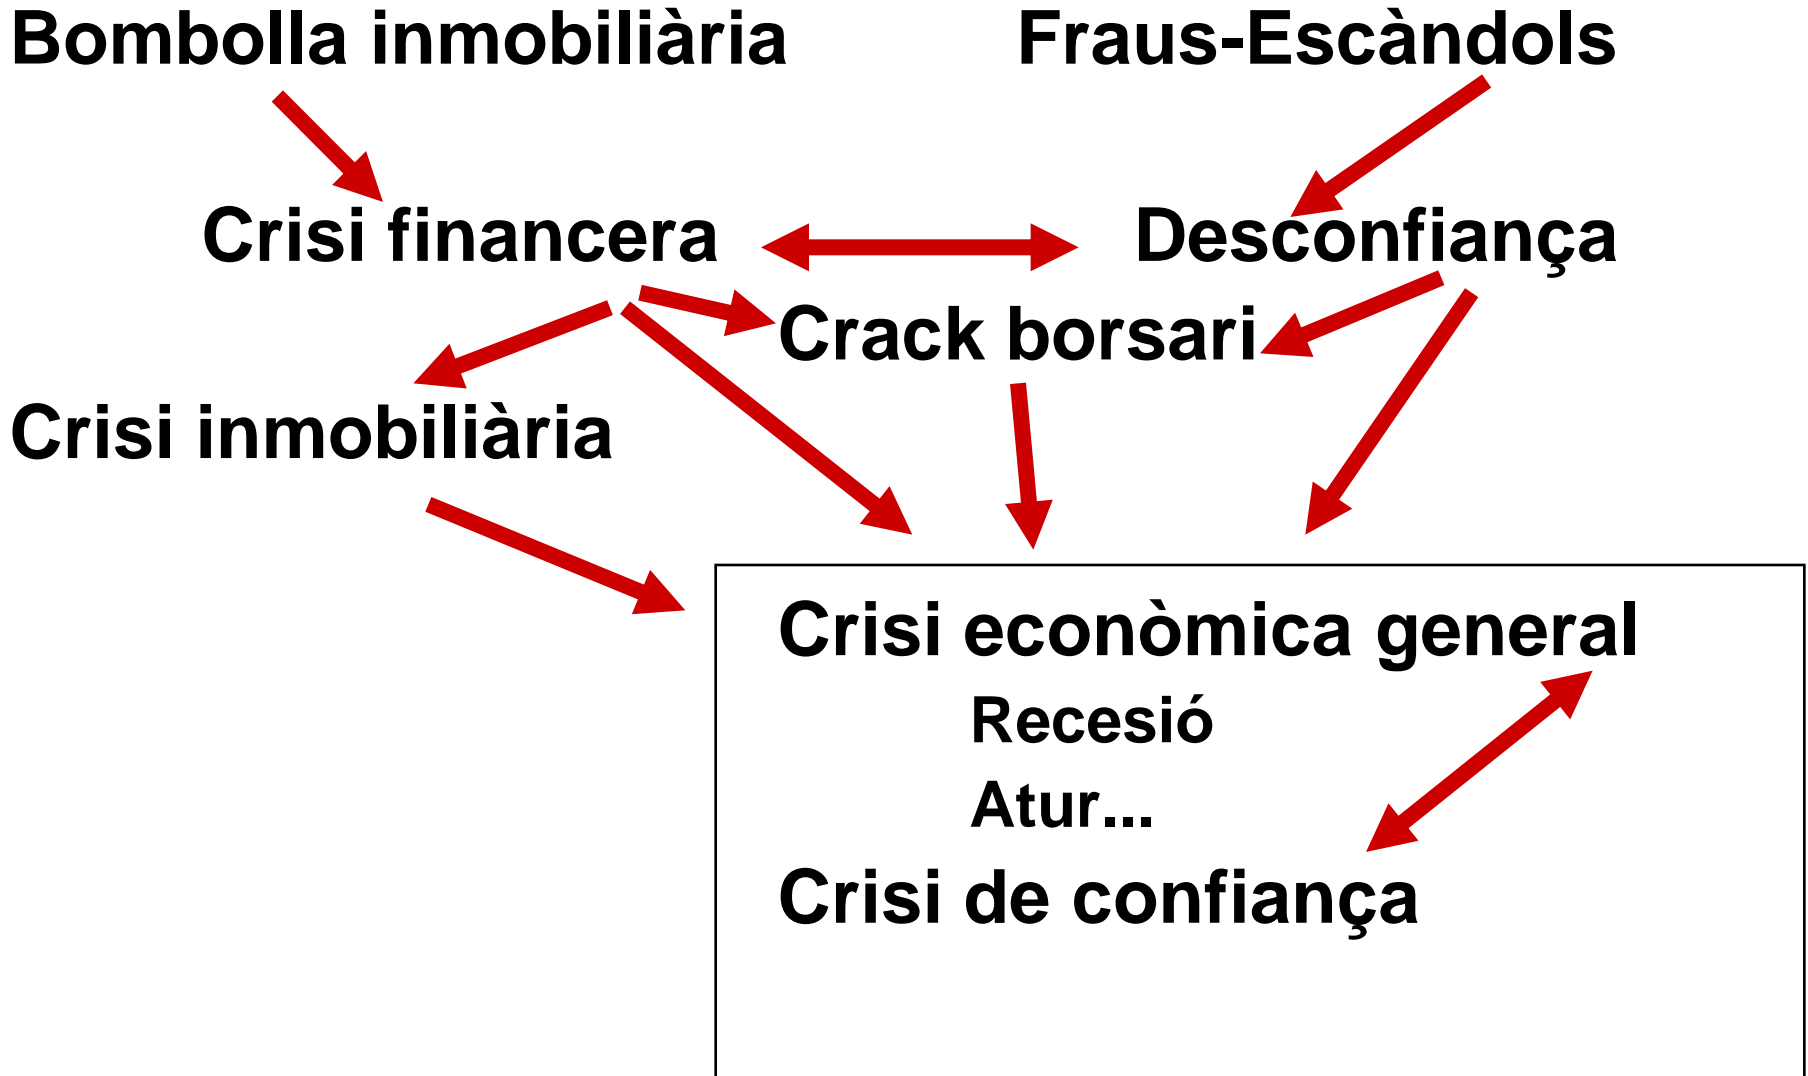 Bombolla inmobiliària
Fraus-Escàndols
Crisi financera
Desconfiança
Crack borsari
Crisi inmobiliària
Crisi econòmica general
Recesió
Atur...
Crisi de confiança